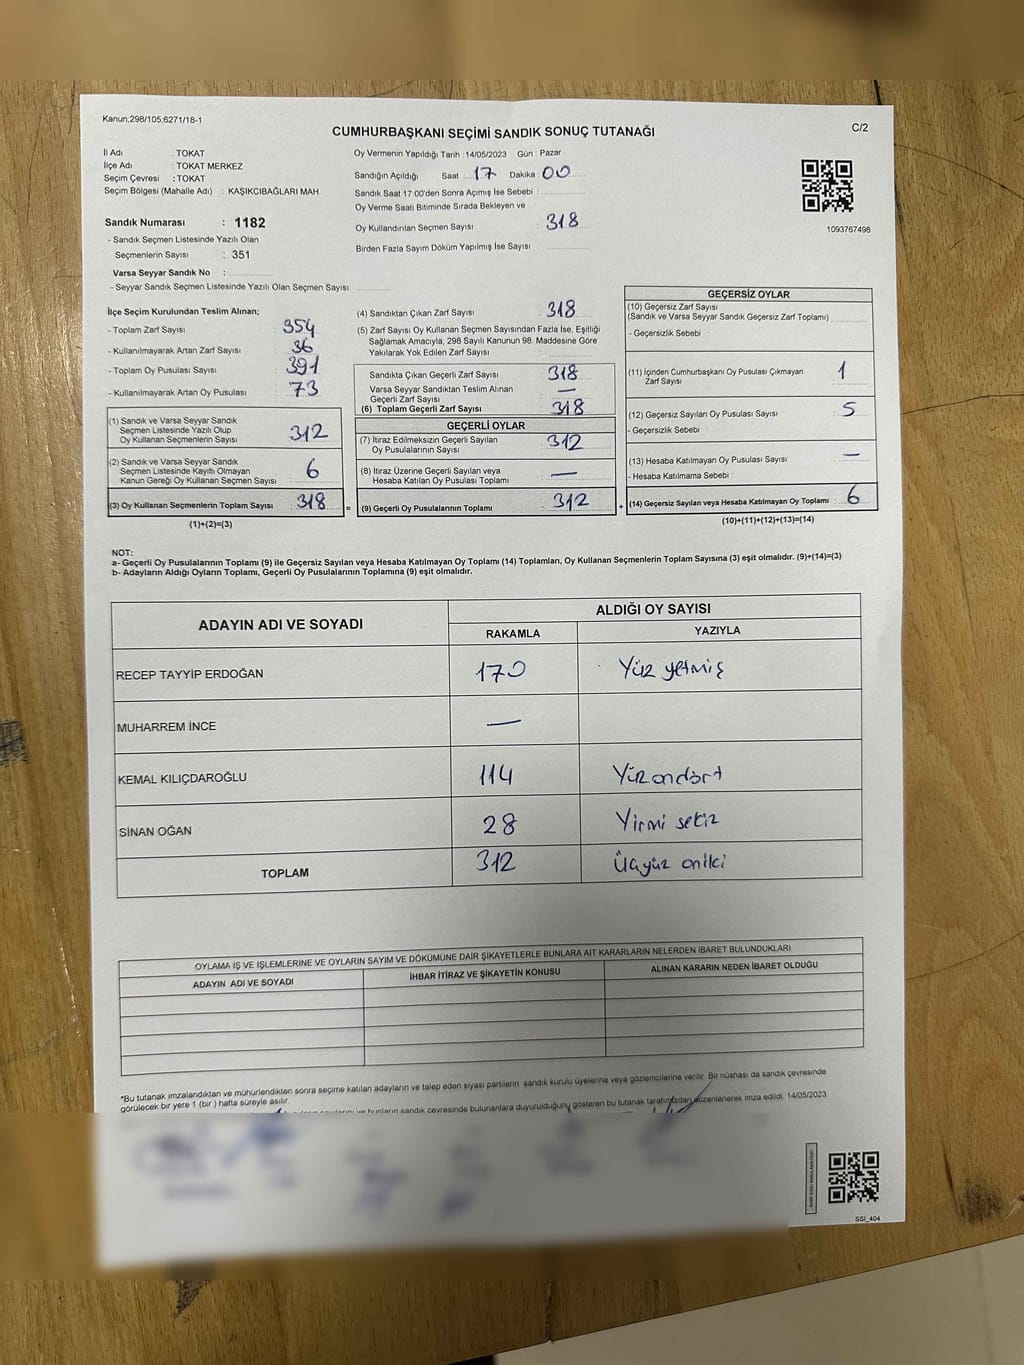 Kanun;298/105;6271/18-1
CUMHURBAŞKANI SEÇİMİ SANDIK SONUÇ TUTANAĞI
C/2
İl Adı : TOKAT
İlçe Adı : TOKAT MERKEZ
Seçim Çevresi : TOKAT
Seçim Bölgesi (Mahalle Adı) : KAŞIKCIBAĞLARI MAH.
Sandık Numarası : 1182
- Sandık Seçmen Listesinde Yazılı Olan
Seçmenlerin Sayısı : 351
Varsa Seyyar Sandık No :
- Seyyar Sandık Seçmen Listesinde Yazılı Olan Seçmen Sayısı:
Oy Vermenin Yapıldığı Tarih :14/05/2023 Gün : Pazar
Sandığın Açıldığı Saat : 17 Dakika : 00
Sandık Saat 17.00'den Sonra Açımış İse Sebebi :
Oy Verme Saati Bitiminde Sırada Bekleyen ve
Oy Kullandırılan Seçmen Sayısı : 318
Birden Fazla Sayım Döküm Yapılmış İse Sayısı :
1093767498
İlçe Seçim Kurulundan Teslim Alınan;
- Toplam Zarf Sayısı : 354
- Kullanılmayarak Artan Zarf Sayısı : 36
- Toplam Oy Pusulası Sayısı : 391
- Kullanılmayarak Artan Oy Pusulası : 73
(1) Sandık ve Varsa Seyyar Sandık
Seçmen Listesinde Yazılı Olup
Oy Kullanan Seçmenlerin Sayısı : 312
(2) Sandık ve Varsa Seyyar Sandık
Seçmen Listesinde Kayıtlı Olmayan
Kanun Gereği Oy Kullanan Seçmen Sayısı : 6
(3) Oy Kullanan Seçmenlerin Toplam Sayısı : 318 =
(1)+(2)=(3)
(4) Sandıktan Çıkan Zarf Sayısı : 318
(5) Zarf Sayısı Oy Kullanan Seçmen Sayısından Fazla İse, Eşitliği
Sağlamak Amacıyla; 298 Sayılı Kanunun 98. Maddesine Göre
Yakılarak Yok Edilen Zarf Sayısı :
Sandıkta Çıkan Geçerli Zarf Sayısı : 318
Varsa Seyyar Sandıktan Teslim Alınan
Geçerli Zarf Sayısı : —
(6) Toplam Geçerli Zarf Sayısı : 318
GEÇERLİ OYLAR
(7) İtiraz Edilmeksizin Geçerli Sayılan
Oy Pusulalarının Sayısı : 312
(8) İtiraz Üzerine Geçerli Sayılan veya
Hesaba Katılan Oy Pusulası Toplamı : —
(9) Geçerli Oy Pusulalarının Toplamı : 312 +
GEÇERSİZ OYLAR
(10) Geçersiz Zarf Sayısı
(Sandık ve Varsa Seyyar Sandık Geçersiz Zarf Toplamı)
- Geçersizlik Sebebi :
(11) İçinden Cumhurbaşkanı Oy Pusulası Çıkmayan
Zarf Sayısı : 1
(12) Geçersiz Sayılan Oy Pusulası Sayısı : 5
- Geçersizlik Sebebi :
(13) Hesaba Katılmayan Oy Pusulası Sayısı : —
- Hesaba Katılmama Sebebi :
(14) Geçersiz Sayılan veya Hesaba Katılmayan Oy Toplamı : 6
(10)+(11)+(12)+(13)=(14)
NOT:
a- Geçerli Oy Pusulalarının Toplamı (9) ile Geçersiz Sayılan veya Hesaba Katılmayan Oy Toplamı (14) Toplamları, Oy Kullanan Seçmenlerin Toplam Sayısına (3) eşit olmalıdır. (9)+(14)=(3)
b- Adayların Aldığı Oyların Toplamı, Geçerli Oy Pusulalarının Toplamına (9) eşit olmalıdır.
ADAYIN ADI VE SOYADI
ALDIĞI OY SAYISI
RAKAMLA YAZIYLA
RECEP TAYYİP ERDOĞAN 170 Yüz yetmiş
MUHARREM İNCE —
KEMAL KILIÇDAROĞLU 114 Yüz ondört
SİNAN OĞAN 28 Yirmi sekiz
TOPLAM 312 Üçyüz oniki
OYLAMA İŞ VE İŞLEMLERİNE VE OYLARIN SAYIM VE DÖKÜMÜNE DAİR ŞİKAYETLERLE BUNLARA AİT KARARLARIN NELERDEN İBARET BULUNDUKLARI
ADAYIN ADI VE SOYADI İHBAR İTİRAZ VE ŞİKAYETİN KONUSU ALINAN KARARIN NEDEN İBARET OLDUĞU
*Bu tutanak imzalandıktan ve mühürlendikten sonra seçime katılan adayların ve talep eden siyasi partilerin sandık kurulu üyelerine veya gözlemcilerine verilir. Bir nüshası da sandık çevresinde
görülecek bir yere 1 (bir ) hafta süreyle asılır.
sandık çevresinde bulunanlara duyurulduğunu gösteren bu tutanak tarafımızdan düzenlenerek imza edildi. 14/05/2023
SSI_404